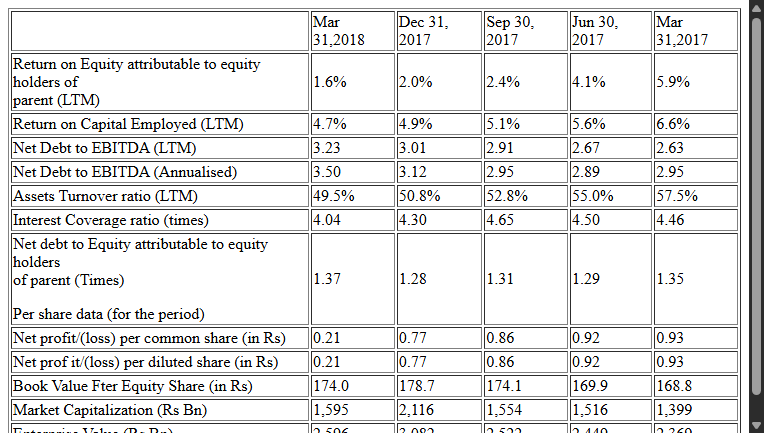 Mar 31,2018 Dec 31, 2017 Sep 30, 2017 Jun 30, 2017 Mar 31,2017
Return on Equity attributable to equity
holders of
parent (LTM) 1.6% 2.0% 2.4% 4.1% 5.9%
Return on Capital Employed (LTM) 4.7% 4.9% 5.1% 5.6% 6.6%
Net Debt to EBITDA (LTM) 3.23 3.01 2.91 2.67 2.63
Net Debt to EBITDA (Annualised) 3.50 3.12 2.95 2.89 2.95
Assets Turnover ratio (LTM) 49.5% 50.8% 52.8% 55.0% 57.5%
Interest Coverage ratio (times) 4.04 4.30 4.65 4.50 4.46
Net debt to Equity attributable to equity
holders
of parent (Times) 1.37 1.28 1.31 1.29 1.35
Per share data (for the period)
Net profit/(loss) per common share (in Rs) 0.21 0.77 0.86 0.92 0.93
Net prof it/(loss) per diluted share (in Rs) 0.21 0.77 0.86 0.92 0.93
Book Value Fter Equity Share (in Rs) 174.0 178.7 174.1 169.9 168.8
Market Capitalization (Rs Bn) 1,595 2,116 1,554 1,516 1,399
Enterprise Value (Rs Bn)